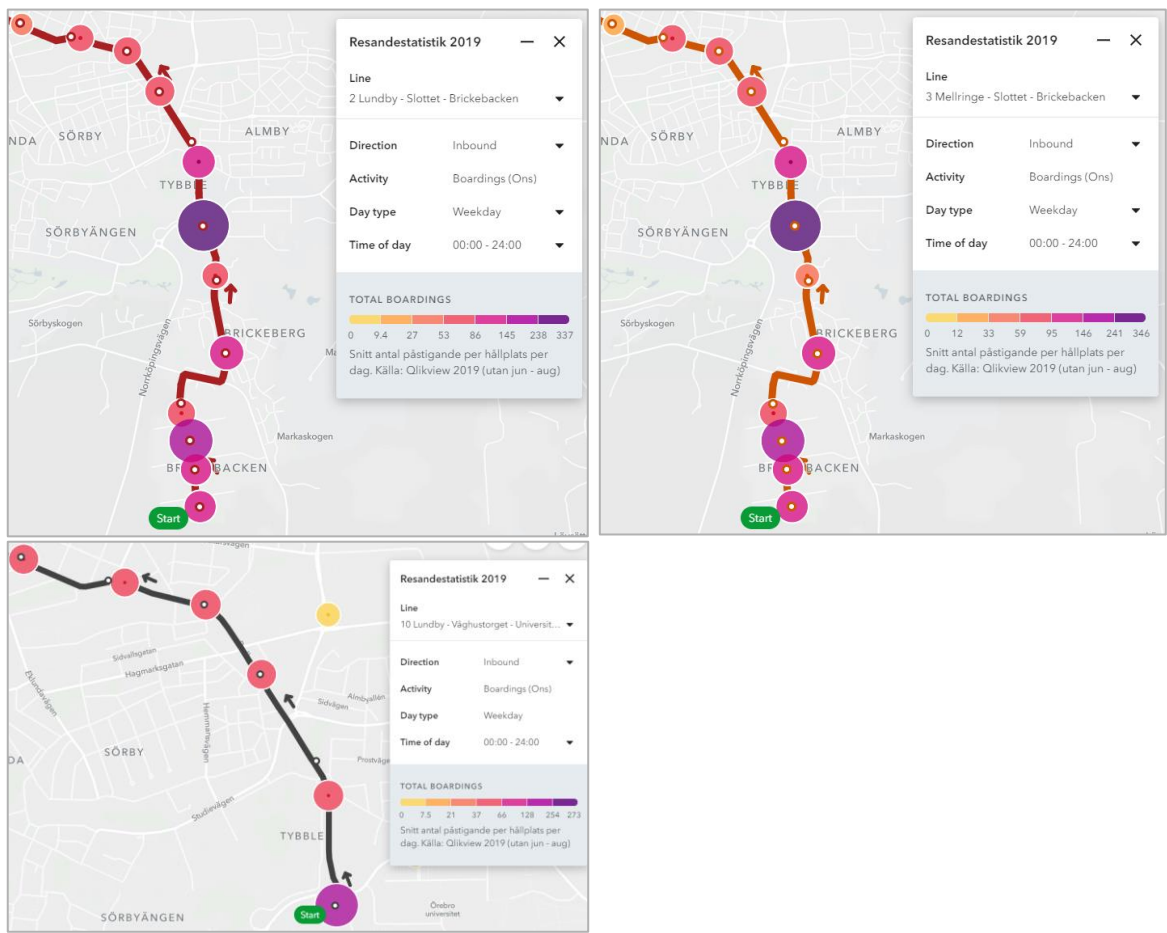 Resandestatistik 2019
Line
2 Lundby - Slottet - Brickebacken
Direction Inbound
Activity Boardings (Ons)
Day type Weekday
Time of day 00:00 - 24:00
TOTAL BOARDINGS
0 9.4 27 53 86 145 238 337
Snitt antal påstigande per hållplats per
dag. Källa: Qlikview 2019 (utan jun - aug)
NDA
SÖRBY
ALMBY
TYBBLE
SÖRBYÄNGEN
Sörbyskogen
Norrköpingsvägen
BRICKEBERG
Markaskogen
BACKEN
Start
Resandestatistik 2019
Line
3 Mellringe - Slottet - Brickebacken
Direction Inbound
Activity Boardings (Ons)
Day type Weekday
Time of day 00:00 - 24:00
TOTAL BOARDINGS
0 12 33 59 95 146 241 346
Snitt antal påstigande per hållplats per
dag. Källa: Qlikview 2019 (utan jun - aug)
NDA
SÖRBY
ALMBY
TYBBLE
SÖRBYÄNGEN
Sörbyskogen
Norrköpingsvägen
BRICKEBERG
Markaskogen
BACKEN
Start
Resandestatistik 2019
Line
10 Lundby - Väghustorget - Universit...
Direction Inbound
Activity Boardings (Ons)
Day type Weekday
Time of day 00:00 - 24:00
TOTAL BOARDINGS
0 7.5 21 37 66 128 254 273
Snitt antal påstigande per hållplats per
dag. Källa: Qlikview 2019 (utan jun - aug)
Sidvallsgatan
Hagmarksgatan
Eklundavägen
Hemmansvägen
Almbyallén
Sidvägen
DA
SÖRBY
Prostväge
Studievägen
TYBBLE
Örebro
universitet
SÖRBYÄNGEN
Start